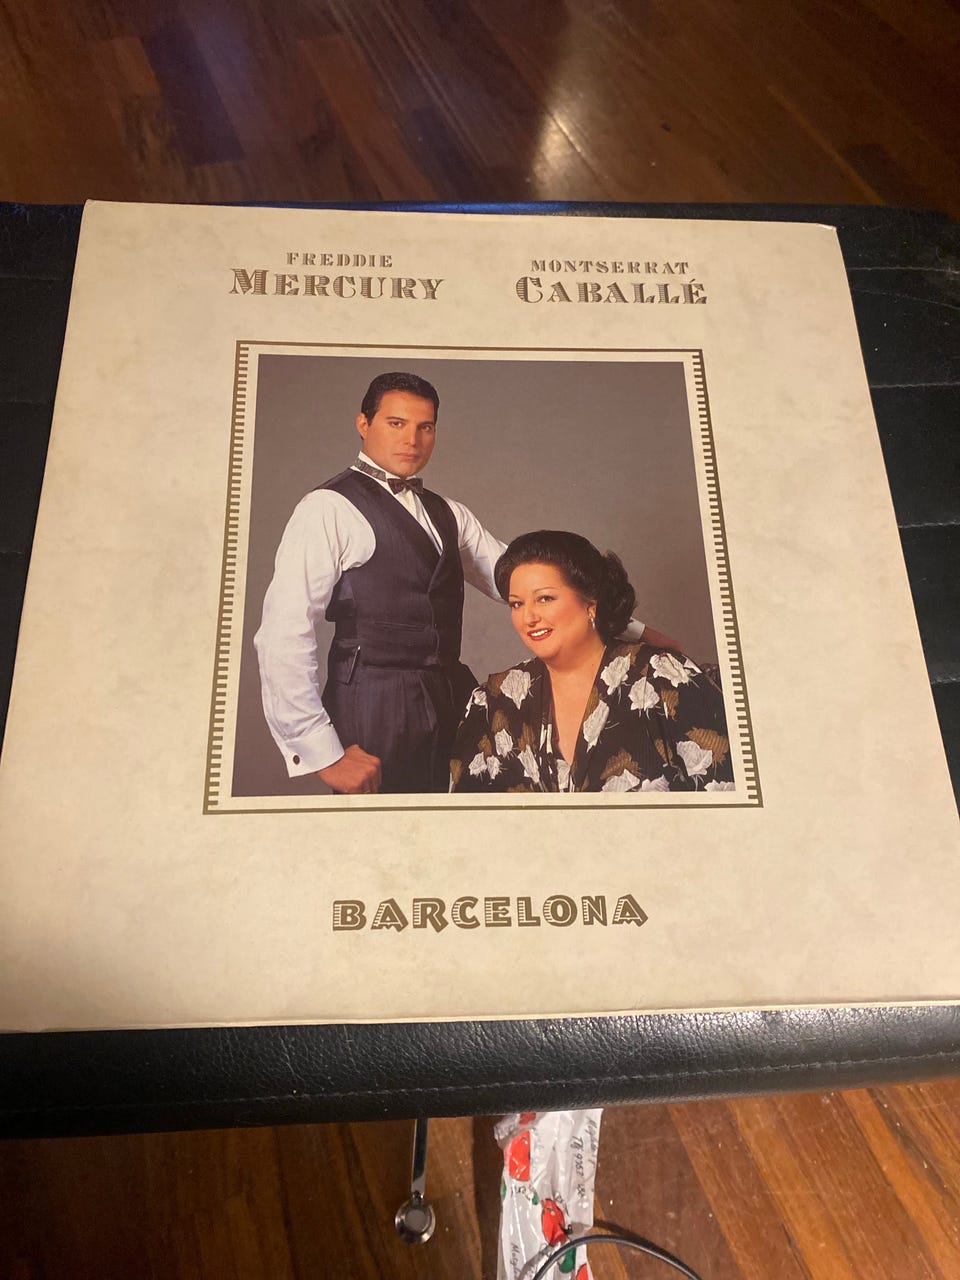 FREDDIE
MERCURY
MONTSERRAT
CABALLÉ
BARCELONA